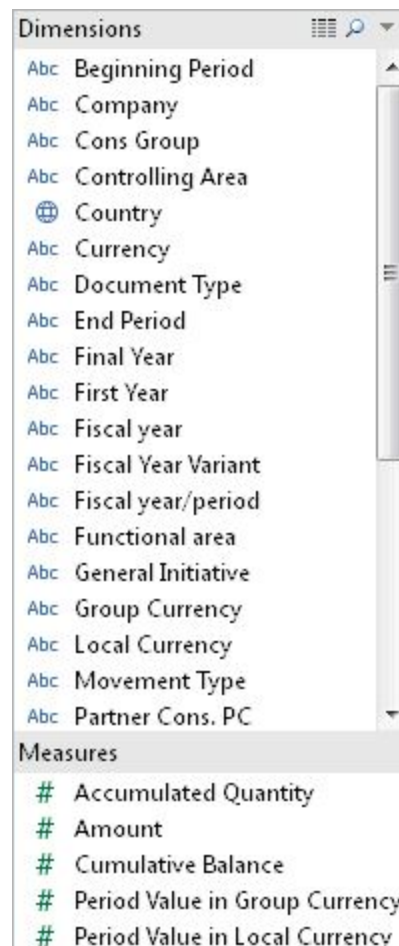 Dimensions
Abc Beginning Period
Abc Company
Abc Cons Group
Abc Controlling Area
Country
Abc Currency
Abc Document Type
Abc End Period
Abc Final Year
Abc First Year
Abc Fiscal year
Abc Fiscal Year Variant
Abc Fiscal year/period
Abc Functional area
Abc General Initiative
Abc Group Currency
Abc Local Currency
Abc Movement Type
Abc Partner Cons. PC
Measures
# Accumulated Quantity
# Amount
# Cumulative Balance
# Period Value in Group Currency
# Period Value in Local Currency